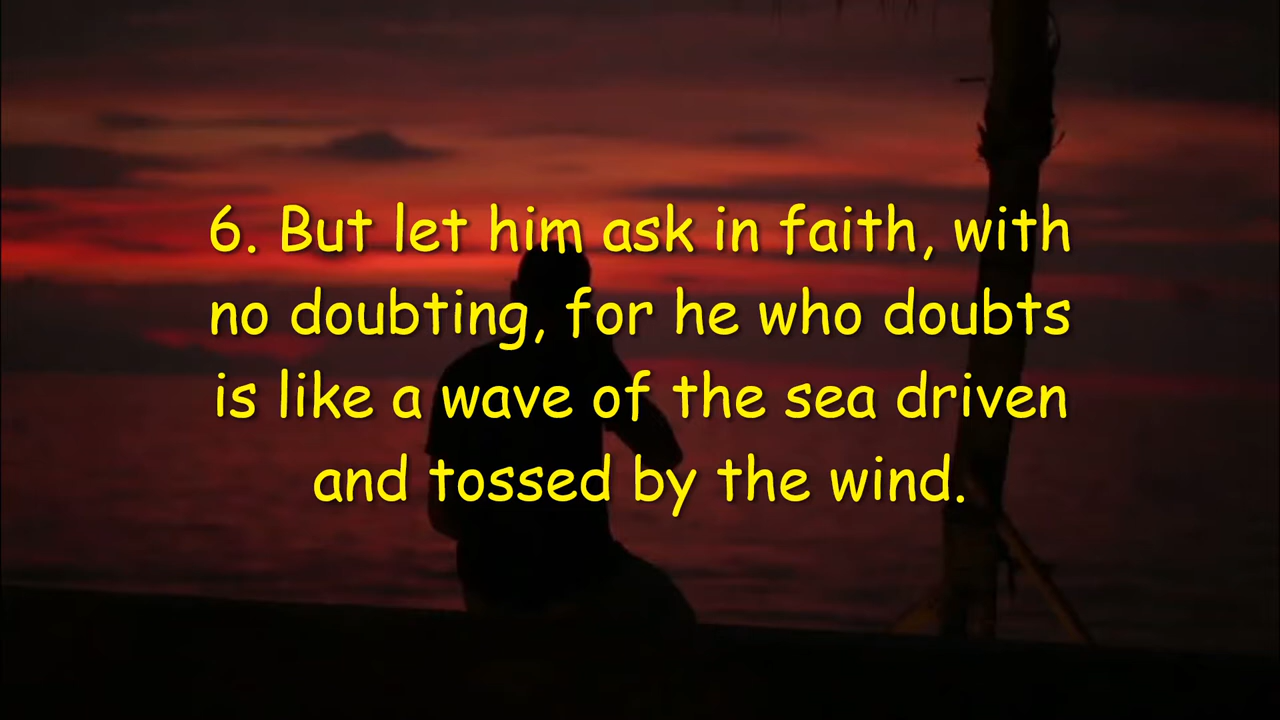 6. But let him ask in faith, with
no doubting, for he who doubts
is like a wave of the sea driven
and tossed by the wind.